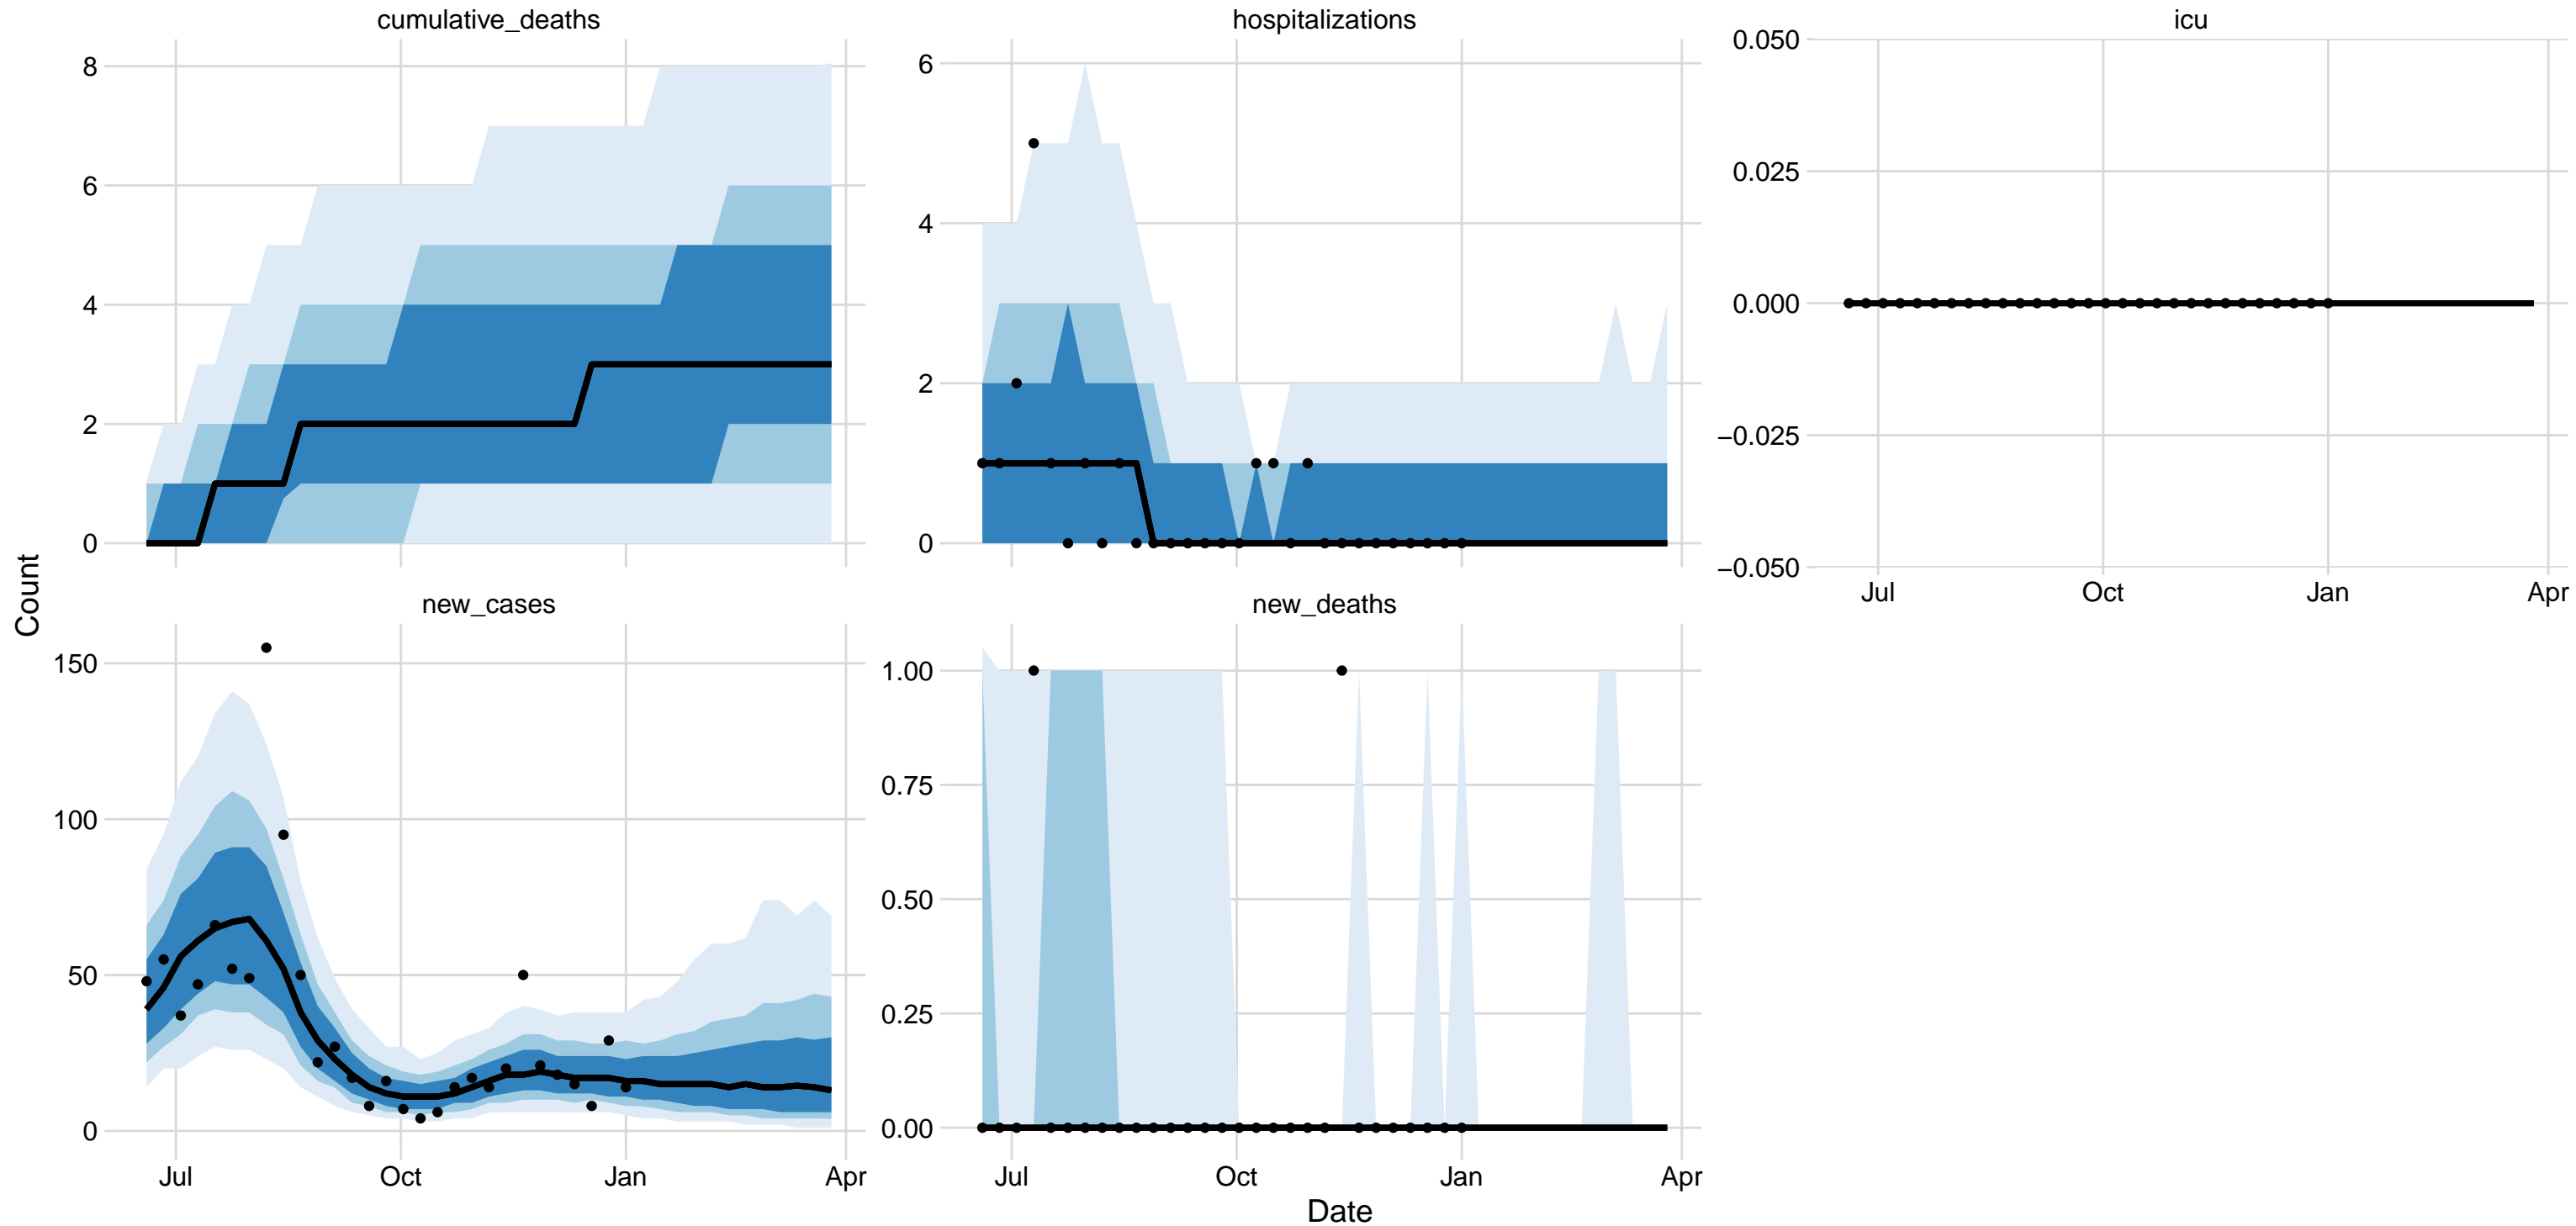 cumulative_deaths
8
6
4
2
0
hospitalizations
6
4
2
0
icu
0.050
0.025
0.000
−0.025
−0.050
Jul Oct Jan Apr
Count
new_cases
150
100
50
0
Jul Oct Jan Apr
new_deaths
1.00
0.75
0.50
0.25
0.00
Jul Oct Jan Apr
Date